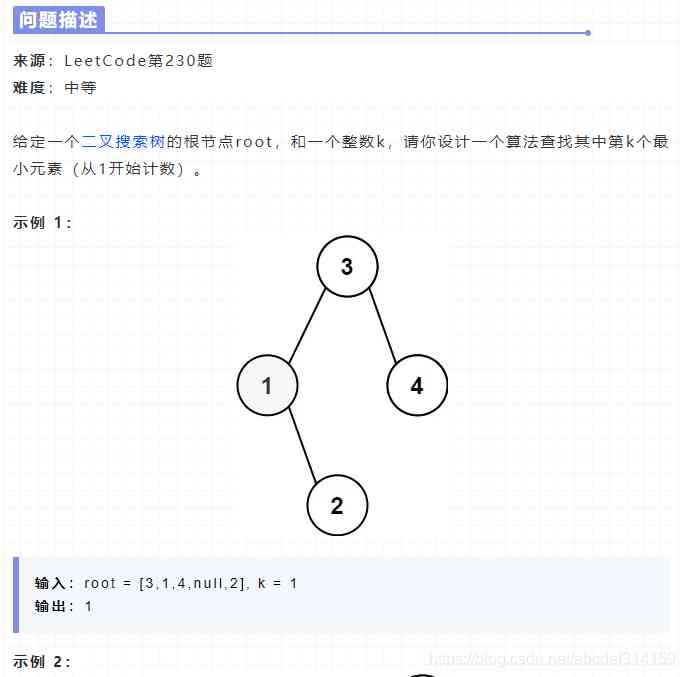 问题描述
来源：LeetCode第230题
难度：中等
给定一个二叉搜索树的根节点root，和一个整数k，请你设计一个算法查找其中第k个最
小元素（从1开始计数）。
示例 1：
3
1
4
2
输入：root = [3,1,4,null,2], k = 1
输出：1
示例 2：
https://blog.csdn.net/abcdef314159